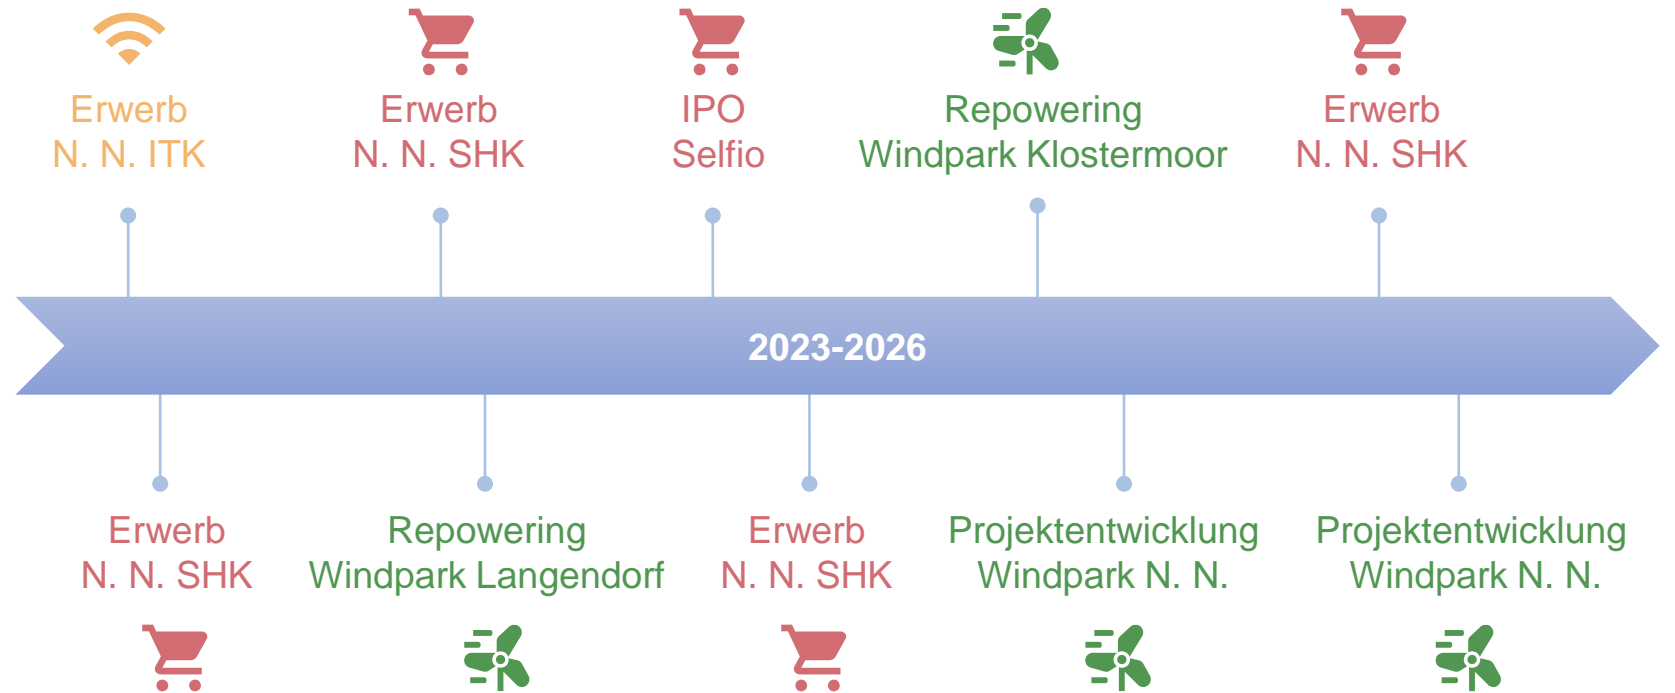 Erwerb
N. N. ITK
Erwerb
N. N. SHK
IPO
Selfio
Repowering
Windpark Klostermoor
Erwerb
N. N. SHK
2023-2026
Erwerb
N. N. SHK
Repowering
Windpark Langendorf
Erwerb
N. N. SHK
Projektentwicklung
Windpark N. N.
Projektentwicklung
Windpark N. N.